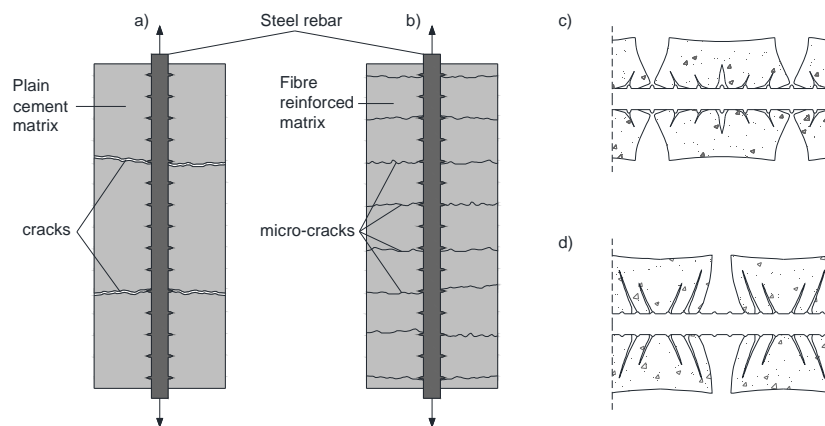 a)
Steel rebar
b)
c)
Plain
cement
matrix
Fibre
reinforced
matrix
cracks
micro-cracks
d)